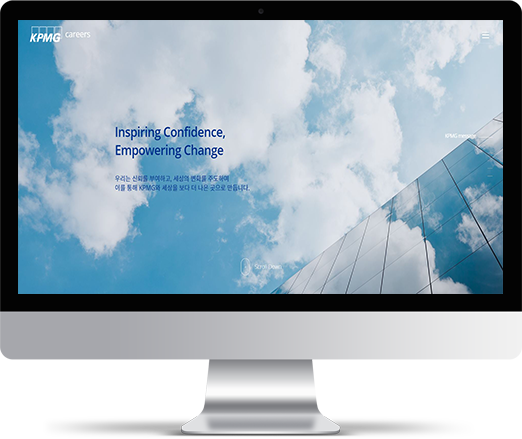 KPMG careers
KPMG message
Inspiring Confidence,
Empowering Change
우리는 신뢰를 부여하고, 세상의 변화를 주도하며
이를 통해 KPMG와 세상을 보다 더 나은 곳으로 만듭니다.
Scroll Down